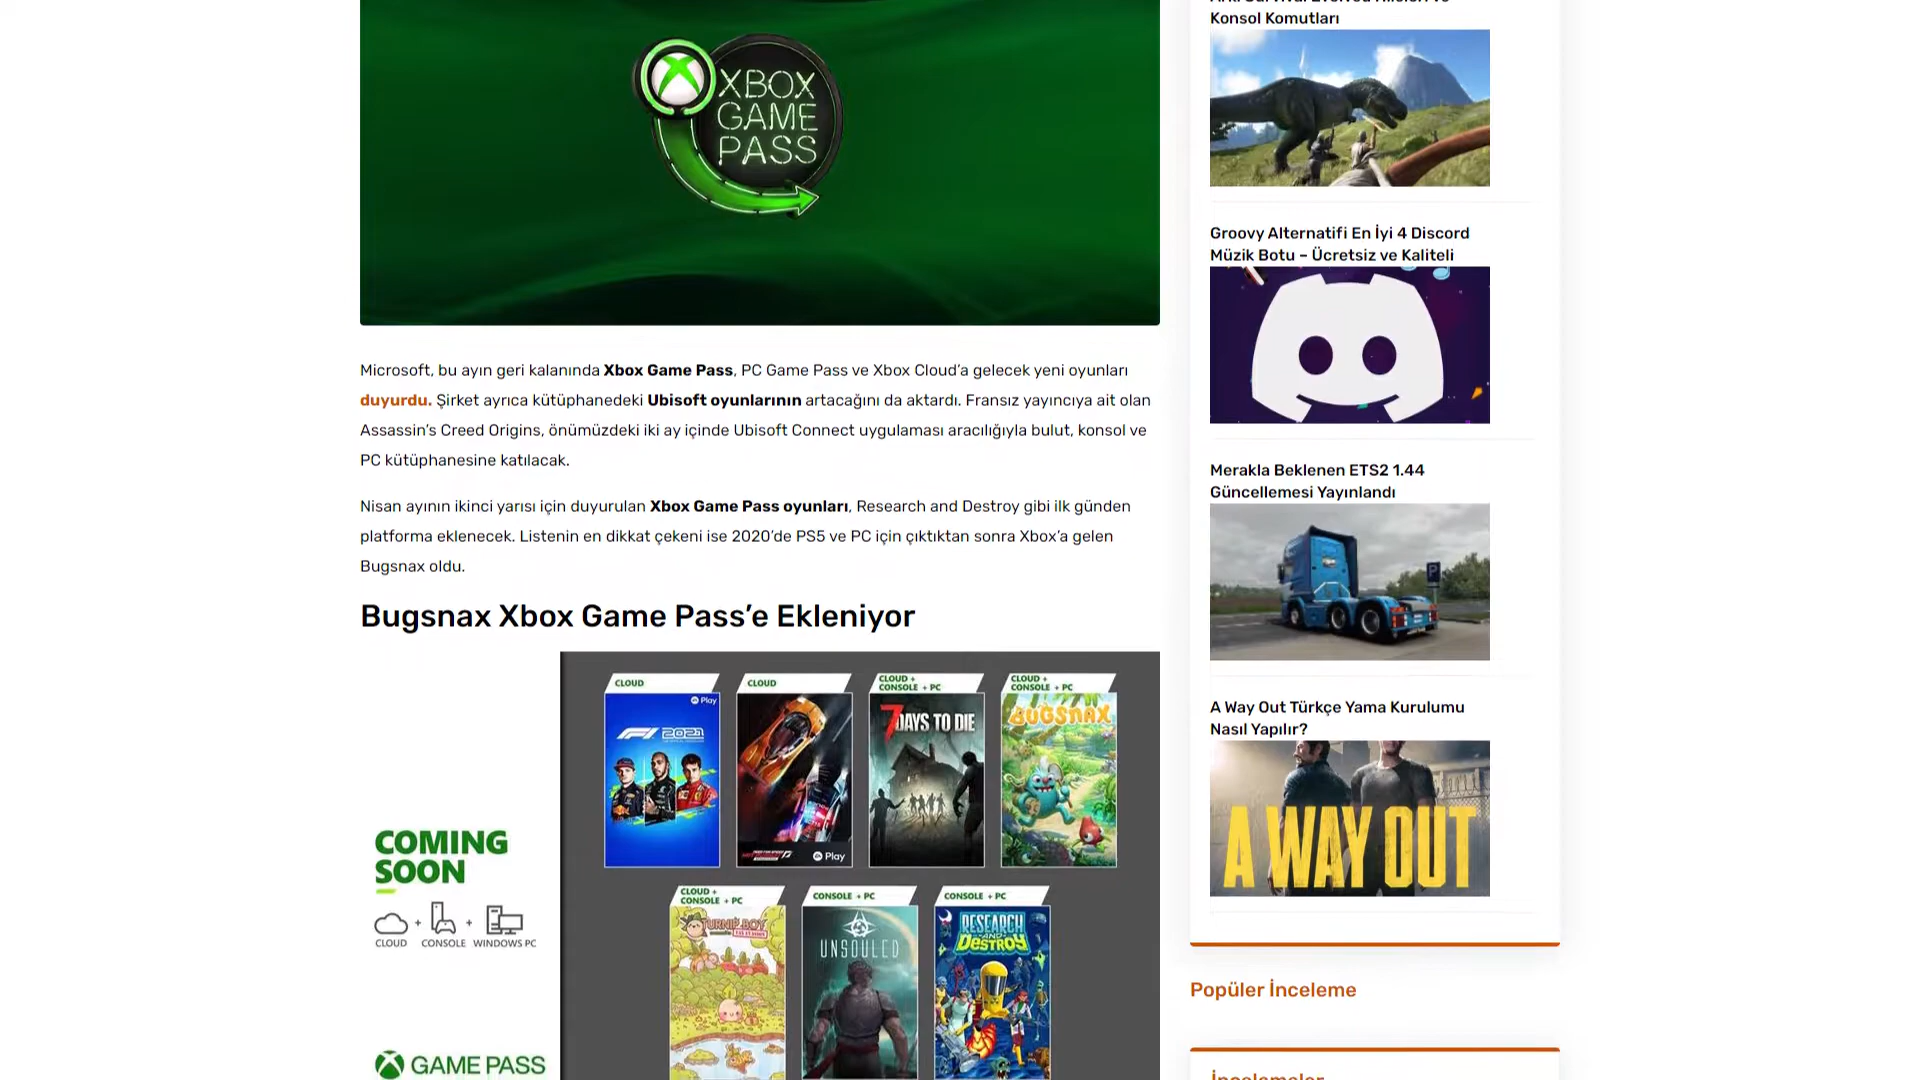 XBOX
GAME
PASS
Microsoft, bu ayın geri kalanında Xbox Game Pass, PC Game Pass ve Xbox Cloud’a gelecek yeni oyunları
duyurdu. Şirket ayrıca kütüphanedeki Ubisoft oyunlarının artacağını da aktardı. Fransız yayıncıya ait olan
Assassin’s Creed Origins, önümüzdeki iki ay içinde Ubisoft Connect uygulaması aracılığıyla bulut, konsol ve
PC kütüphanesine katılacak.
Nisan ayının ikinci yarısı için duyurulan Xbox Game Pass oyunları, Research and Destroy gibi ilk günden
platforma eklenecek. Listenin en dikkat çekeni ise 2020’de PS5 ve PC için çıktıktan sonra Xbox’a gelen
Bugsnax oldu.
Bugsnax Xbox Game Pass’e Ekleniyor
COMING
SOON
CLOUD + CONSOLE + WINDOWS PC
GAME PASS
CLOUD
Play
F1 2021
CLOUD
Play
CLOUD +
CONSOLE + PC
7 DAYS TO DIE
CLOUD +
CONSOLE + PC
BUGSNAX
CLOUD +
CONSOLE + PC
TURNIP BOY
CONSOLE + PC
UNSOULED
CONSOLE + PC
RESEARCH
AND
DESTROY
Konsol Komutları
Groovy Alternatifi En İyi 4 Discord
Müzik Botu – Ücretsiz ve Kaliteli
Merakla Beklenen ETS2 1.44
Güncellemesi Yayınlandı
P
A Way Out Türkçe Yama Kurulumu
Nasıl Yapılır?
A WAY OUT
Popüler İnceleme
İncelemeler